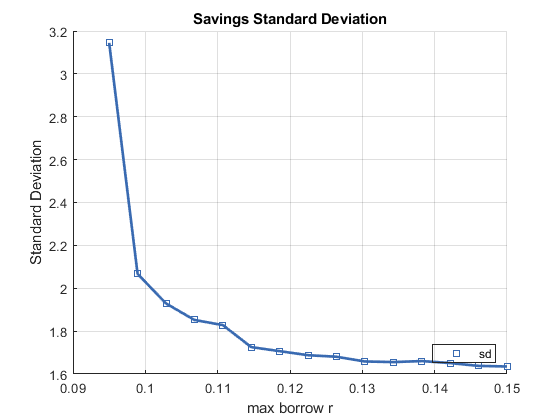 Savings Standard Deviation
3.2
3
2.8
2.6
2.4
2.2
2
1.8
1.6
Standard Deviation
sd
0.09 0.1 0.11 0.12 0.13 0.14 0.15
max borrow r